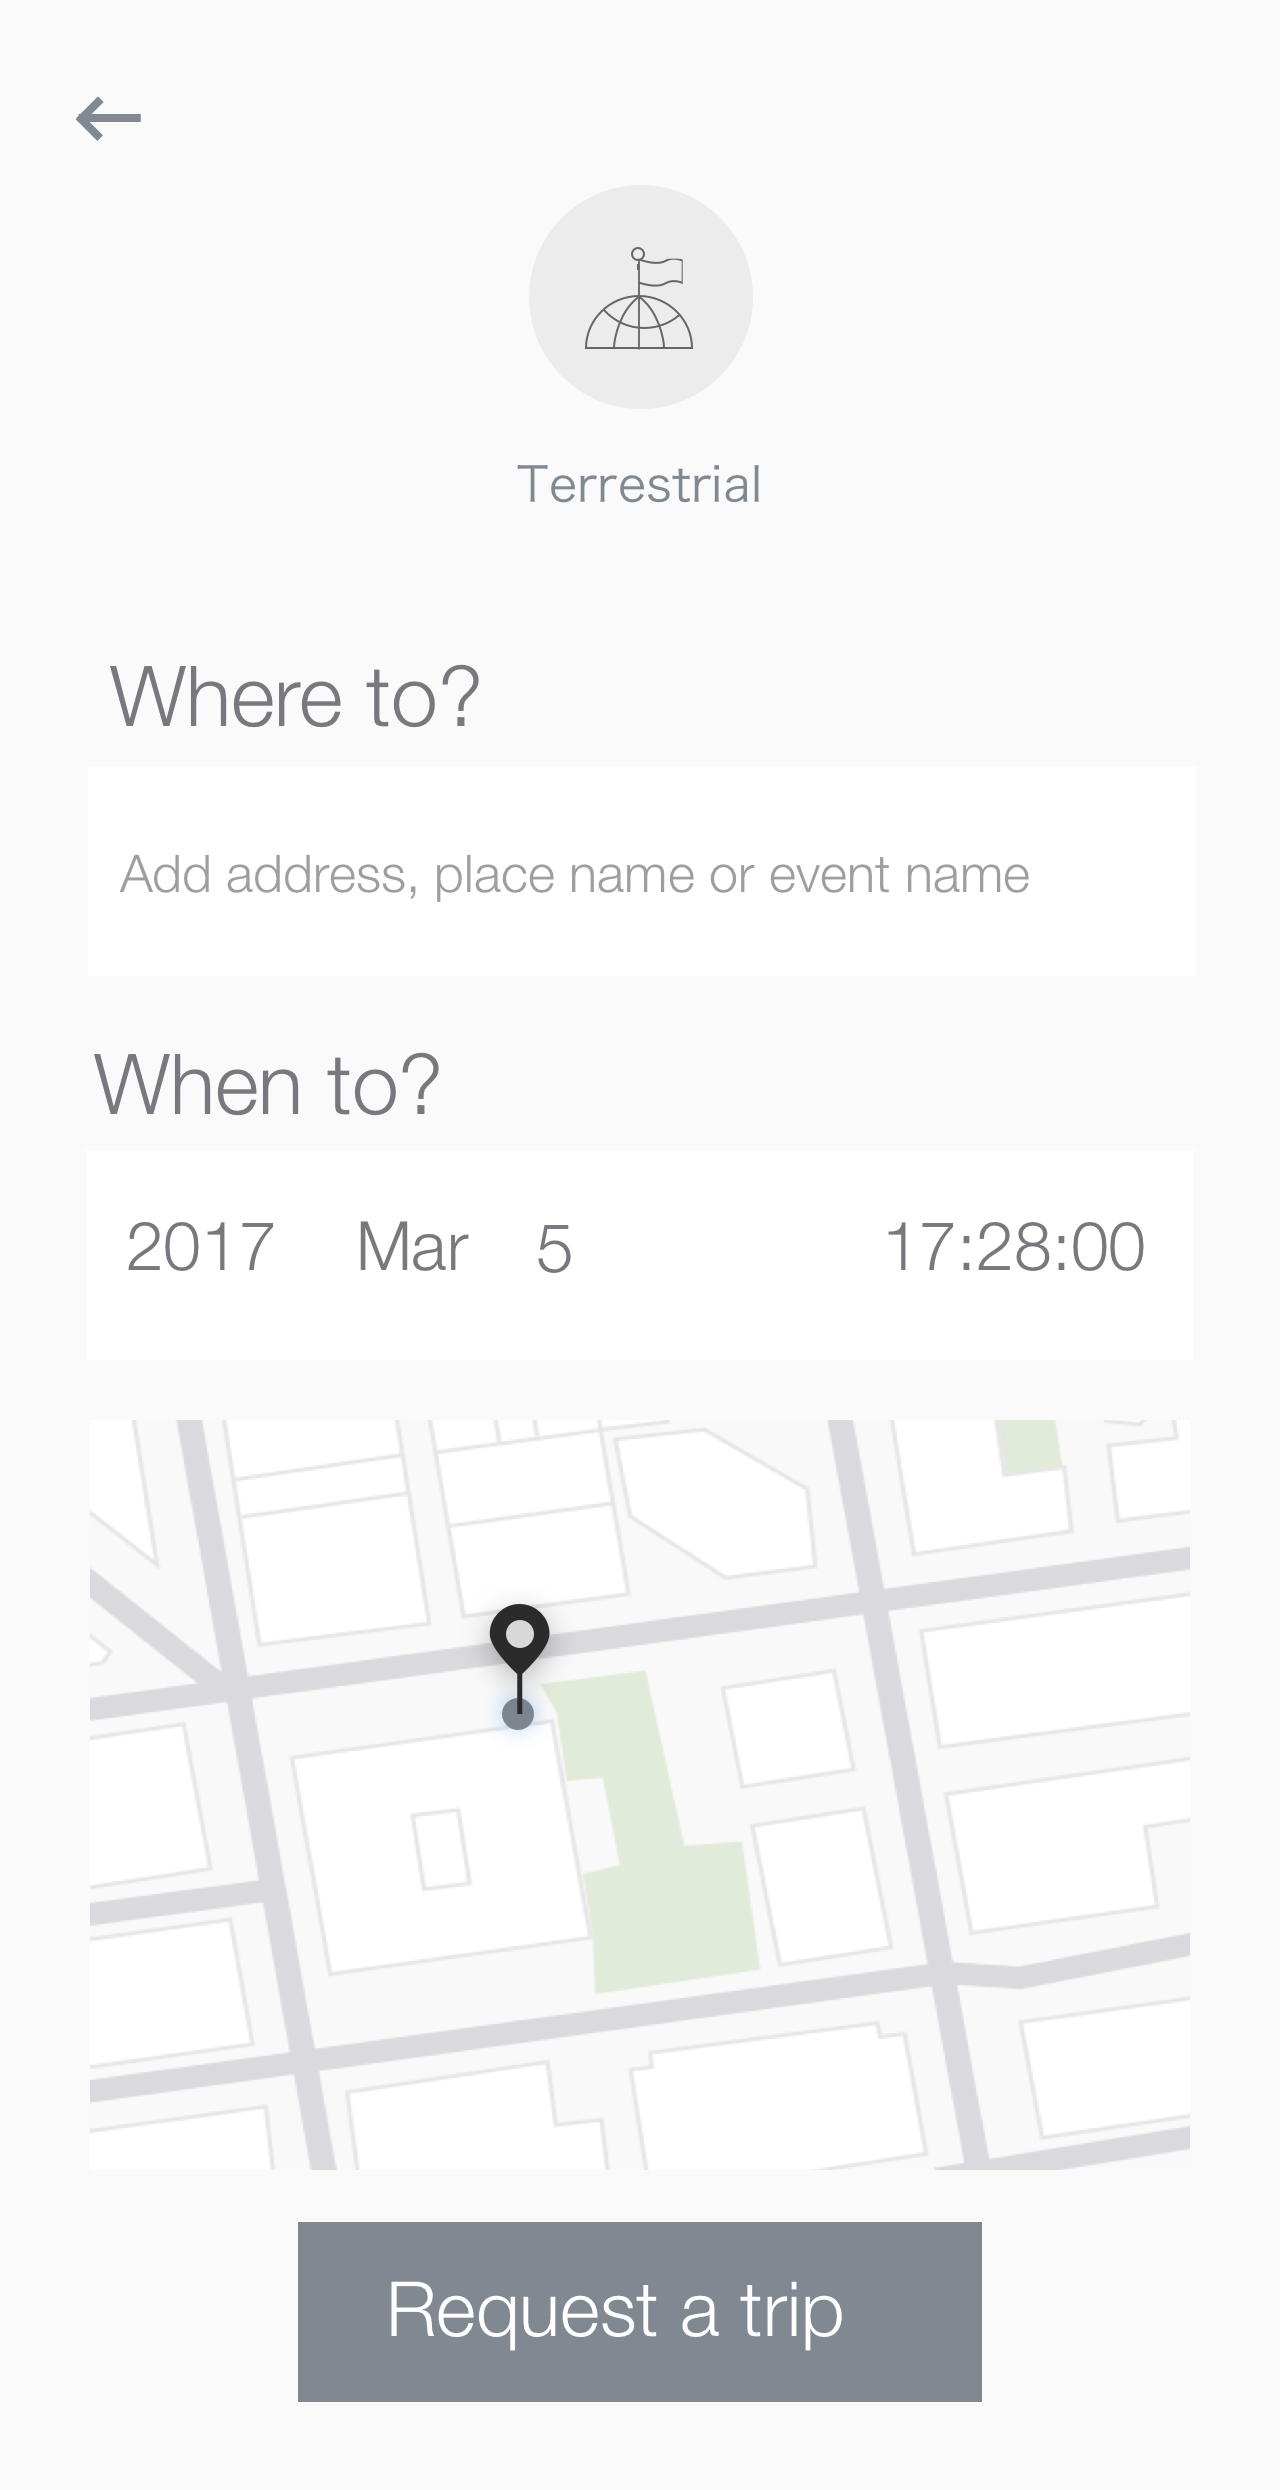 Terrestrial
Where to?
Add address, place name or event name
When to?
2017 Mar 5 17:28:00
Request a trip